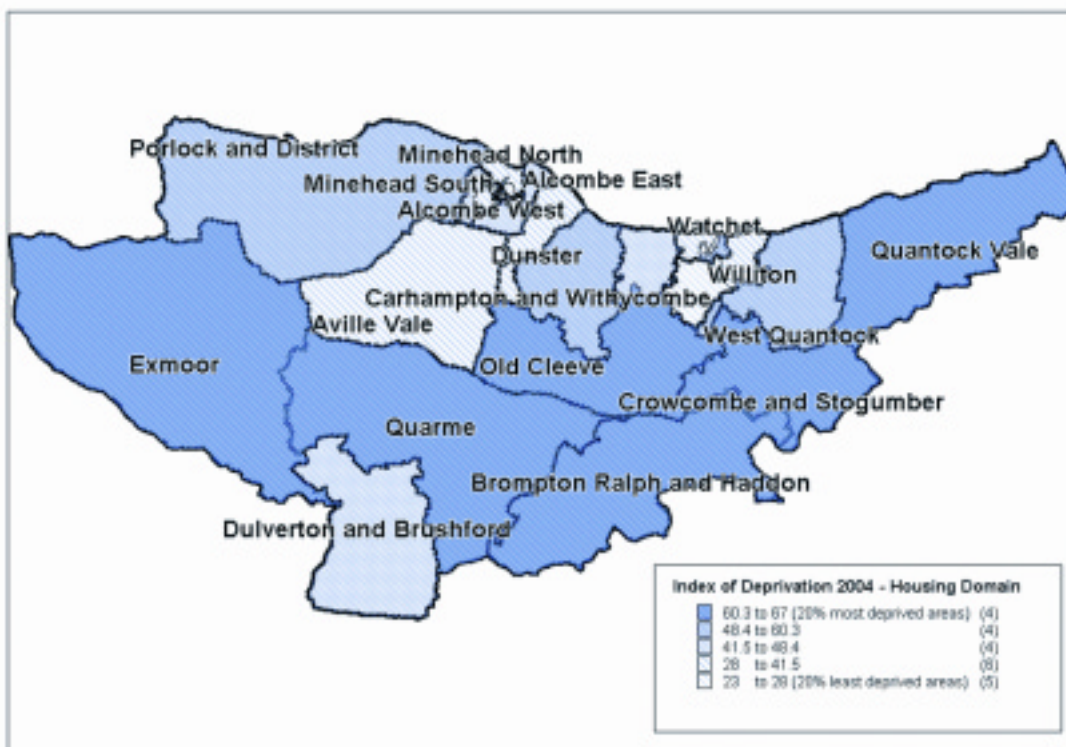 Porlock and District
Minehead North
Minehead South
Alcombe East
Alcombe West
Watchet
Dunster
Quantock Vale
Williton
Carhampton and Withycombe
Aville Vale
West Quantock
Exmoor
Old Cleeve
Crowcombe and Stogumber
Quarme
Brompton Ralph and Haddon
Dulverton and Brushford
Index of Deprivation 2004 - Housing Domain
60.3 to 67 (20% most deprived areas) (4)
48.4 to 60.3 (4)
41.5 to 48.4 (4)
28 to 41.5 (6)
23 to 28 (20% least deprived areas) (5)